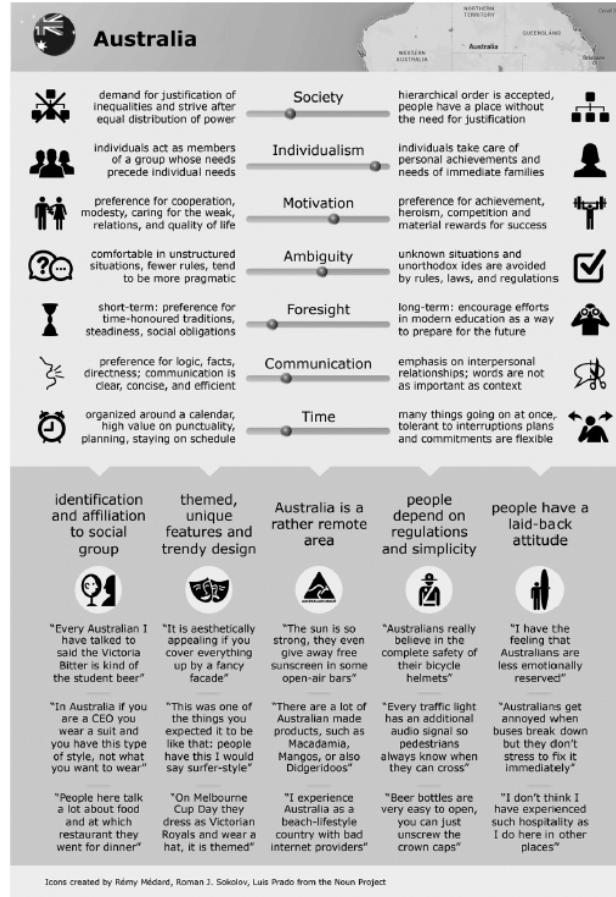 Australia
NORTHERN
TERRITORY
QUEENSLAND
WESTERN
AUSTRALIA
Australia
Brisbane
demand for justification of
inequalities and strive after
equal distribution of power
Society
hierarchical order is accepted,
people have a place without
the need for justification
individuals act as members
of a group whose needs
precede individual needs
Individualism
individuals take care of
personal achievements and
needs of immediate families
preference for cooperation,
modesty, caring for the weak,
relations, and quality of life
Motivation
preference for achievement,
heroism, competition and
material rewards for success
comfortable in unstructured
situations, fewer rules, tend
to be more pragmatic
Ambiguity
unknown situations and
unorthodox ides are avoided
by rules, laws, and regulations
short-term: preference for
time-honoured traditions,
steadiness, social obligations
Foresight
long-term: encourage efforts
in modern education as a way
to prepare for the future
preference for logic, facts,
directness; communication is
clear, concise, and efficient
Communication
emphasis on interpersonal
relationships; words are not
as important as context
organized around a calendar,
high value on punctuality,
planning, staying on schedule
Time
many things going on at once,
tolerant to interruptions plans
and commitments are flexible
identification
and affiliation
to social
group
"Every Australian I
have talked to
said the Victoria
Bitter is kind of
the student beer"
"In Australia if you
are a CEO you
wear a suit and
you have this type
of style, not what
you want to wear"
"People here talk
a lot about food
and at which
restaurant they
went for dinner"
themed,
unique
features and
trendy design
"It is aesthetically
appealing if you
cover everything
up by a fancy
facade"
"This was one of
the things you
expected it to be
like that: people
have this I would
say surfer-style"
"On Melbourne
Cup Day they
dress as Victorian
Royals and wear a
hat, it is themed"
Australia is a
rather remote
area
"The sun is so
strong, they even
give away free
sunscreen in some
open-air bars"
"There are a lot of
Australian made
products, such as
Macadamia,
Mangos, or also
Didgeridoos"
"I experience
Australia as a
beach-lifestyle
country with bad
internet providers"
people
depend on
regulations
and simplicity
"Australians really
believe in the
complete safety of
their bicycle
helmets"
"Every traffic light
has an additional
audio signal so
pedestrians
always know when
they can cross"
"Beer bottles are
very easy to open,
you can just
unscrew the
crown caps"
people have a
laid-back
attitude
"I have the
feeling that
Australians are
less emotionally
reserved"
"Australians get
annoyed when
buses break down
but they don't
stress to fix it
immediately"
"I don't think I
have experienced
such hospitality as
I do here in other
places"
Icons created by Rémy Médard, Roman J. Sokolov, Luis Prado from the Noun Project